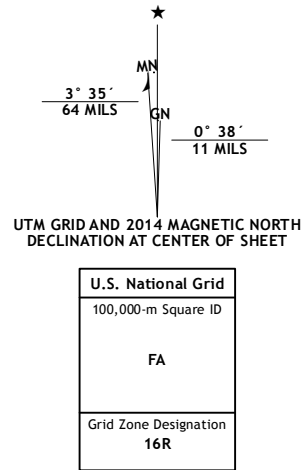 ★
MN
3° 35´
64 MILS
GN
0° 38´
11 MILS
UTM GRID AND 2014 MAGNETIC NORTH
DECLINATION AT CENTER OF SHEET
U.S. National Grid
100,000-m Square ID
FA
Grid Zone Designation
16R